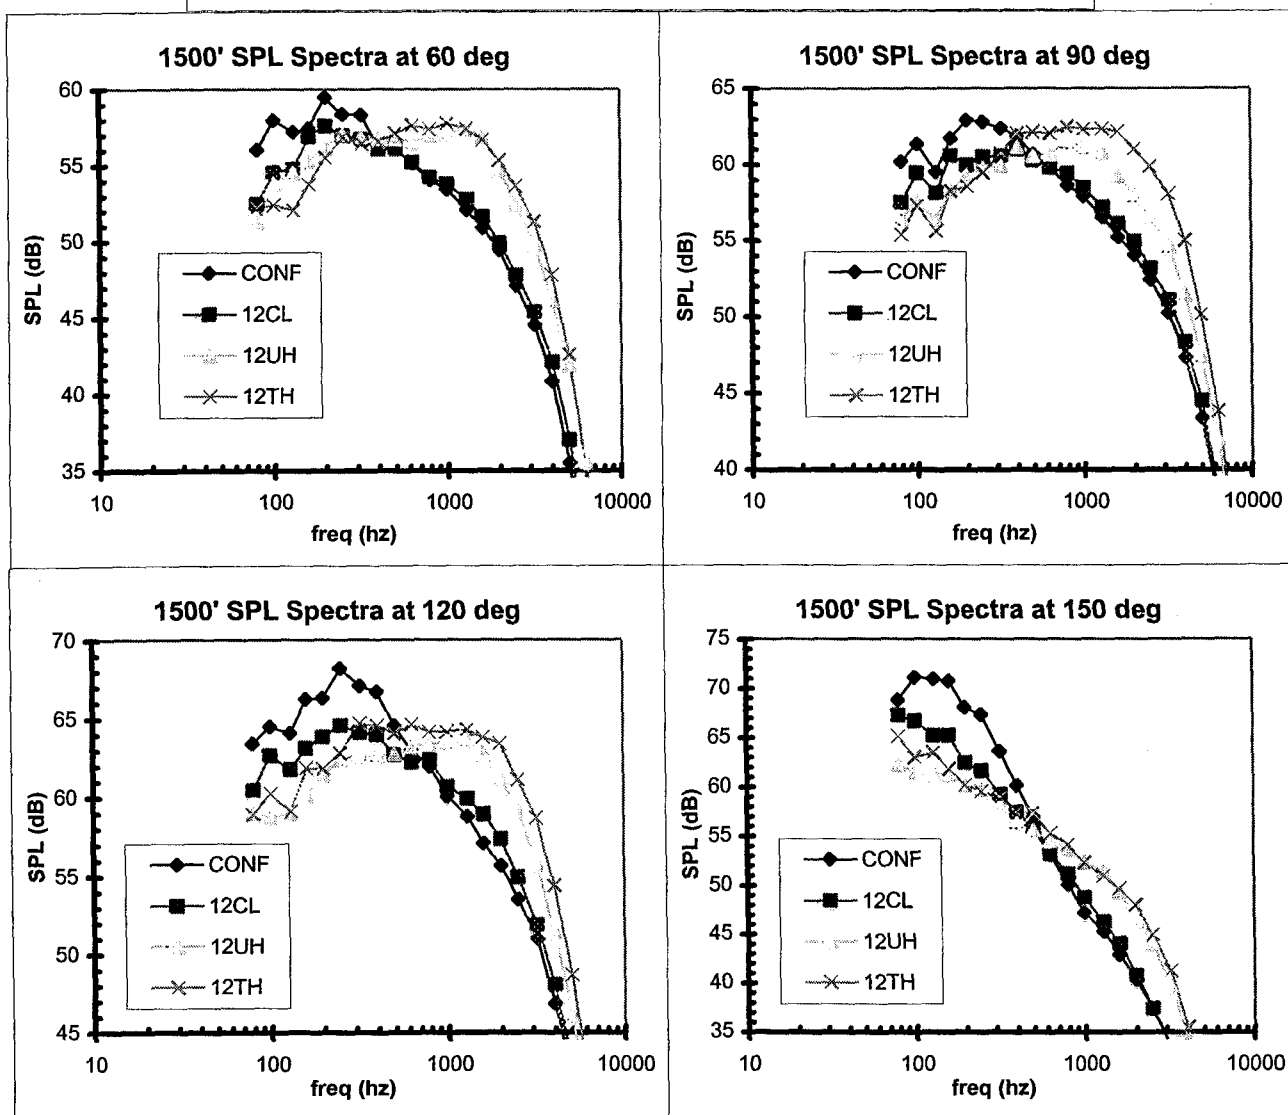 1500' SPL Spectra at 60 deg
60
55
50
45
40
35
SPL (dB)
CONF
12CL
12UH
12TH
10
100
1000
10000
freq (hz)
1500' SPL Spectra at 90 deg
65
60
55
50
45
40
SPL (dB)
CONF
12CL
12UH
12TH
10
100
1000
10000
freq (hz)
1500' SPL Spectra at 120 deg
70
65
60
55
50
45
SPL (dB)
CONF
12CL
12UH
12TH
10
100
1000
10000
freq (hz)
1500' SPL Spectra at 150 deg
75
70
65
60
55
50
45
40
35
SPL (dB)
CONF
12CL
12UH
12TH
10
100
1000
10000
freq (hz)